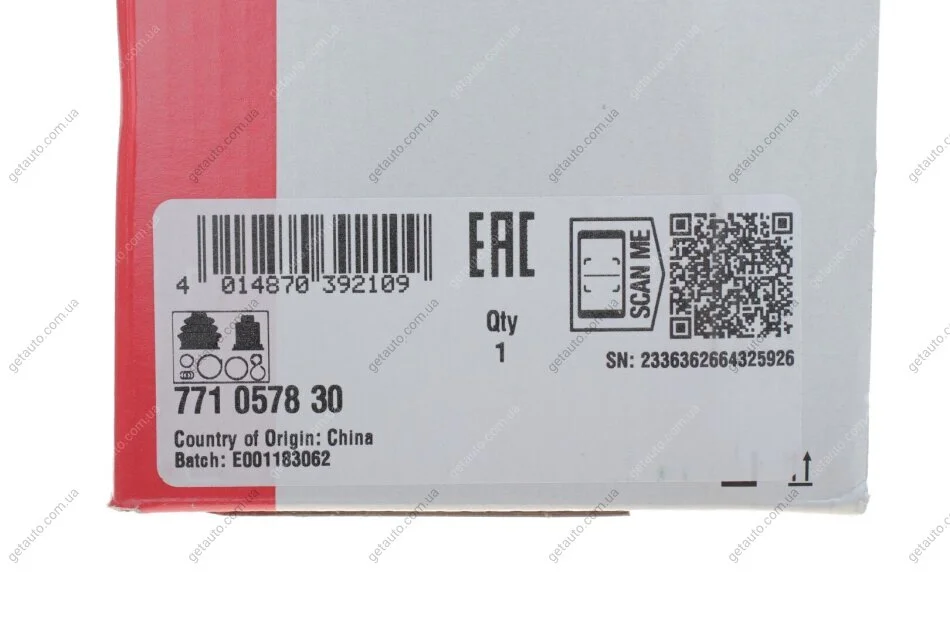 4 014870 392109
EAC
SCAN ME
Qty
1
SN: 2336362664325926
771 0578 30
Country of Origin: China
Batch: E001183062
getauto.com.ua